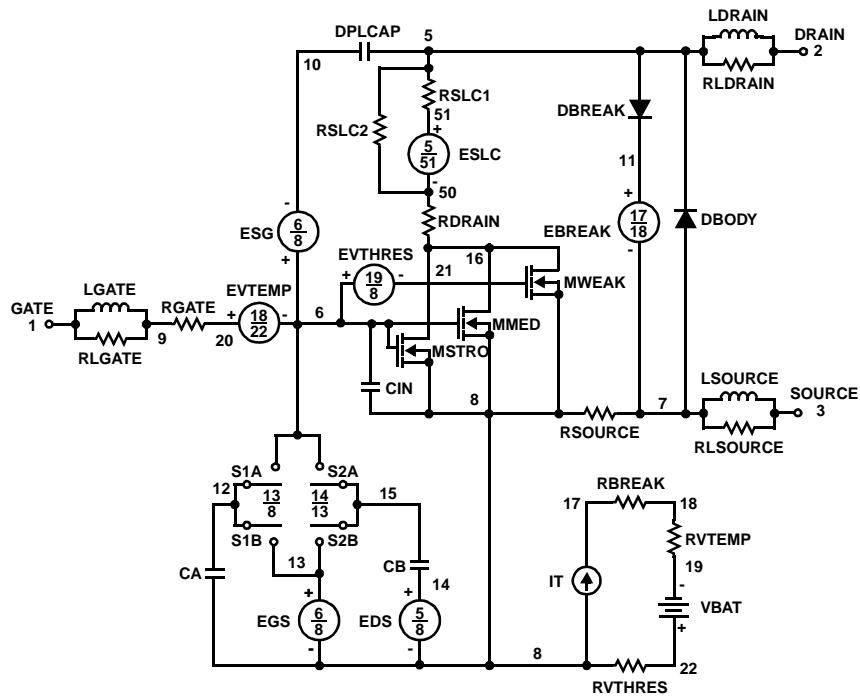 LDRAIN
DPLCAP 5 DRAIN
10 2
RLDRAIN
RSLC1
51
DBREAK
RSLC2
+
5
51
ESLC
11
-
50
- +
17
18
RDRAIN
EBREAK
DBODY
6
8
ESG
EVTHRES
-
+ 16
+ 19
8
- 21
MWEAK
LGATE EVTEMP
GATE
1
RGATE + 18
22
- 6
MMED
9 20
RLGATE
MSTRO
CIN
LSOURCE
8 7 SOURCE
3
RSOURCE
RLSOURCE
S1A S2A
12 13
8
14
13
15
RBREAK
17 18
S1B S2B
RVTEMP
13
CA CB 19
14 IT -
+ +
VBAT
EGS 6
8
EDS 5
8
+
- -
8 22
RVTHRES